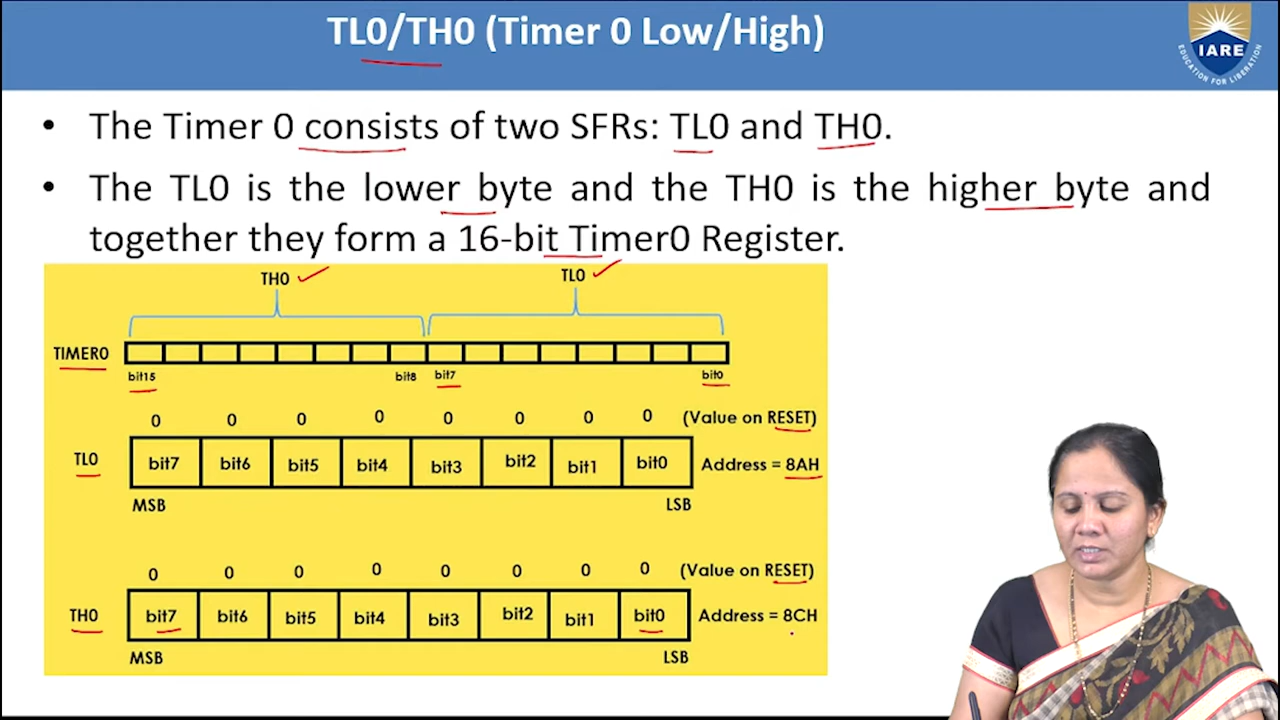 TL0/TH0 (Timer 0 Low/High)
IARE
EDUCATION FOR LIBERATION
• The Timer 0 consists of two SFRs: TL0 and TH0.
• The TL0 is the lower byte and the TH0 is the higher byte and
together they form a 16-bit Timer0 Register.
TH0 TL0
TIMER0
bit15 bit8 bit7 bit0
0 0 0 0 0 0 0 0 (Value on RESET)
TL0 bit7 bit6 bit5 bit4 bit3 bit2 bit1 bit0 Address = 8AH
MSB LSB
0 0 0 0 0 0 0 0 (Value on RESET)
TH0 bit7 bit6 bit5 bit4 bit3 bit2 bit1 bit0 Address = 8CH
MSB LSB